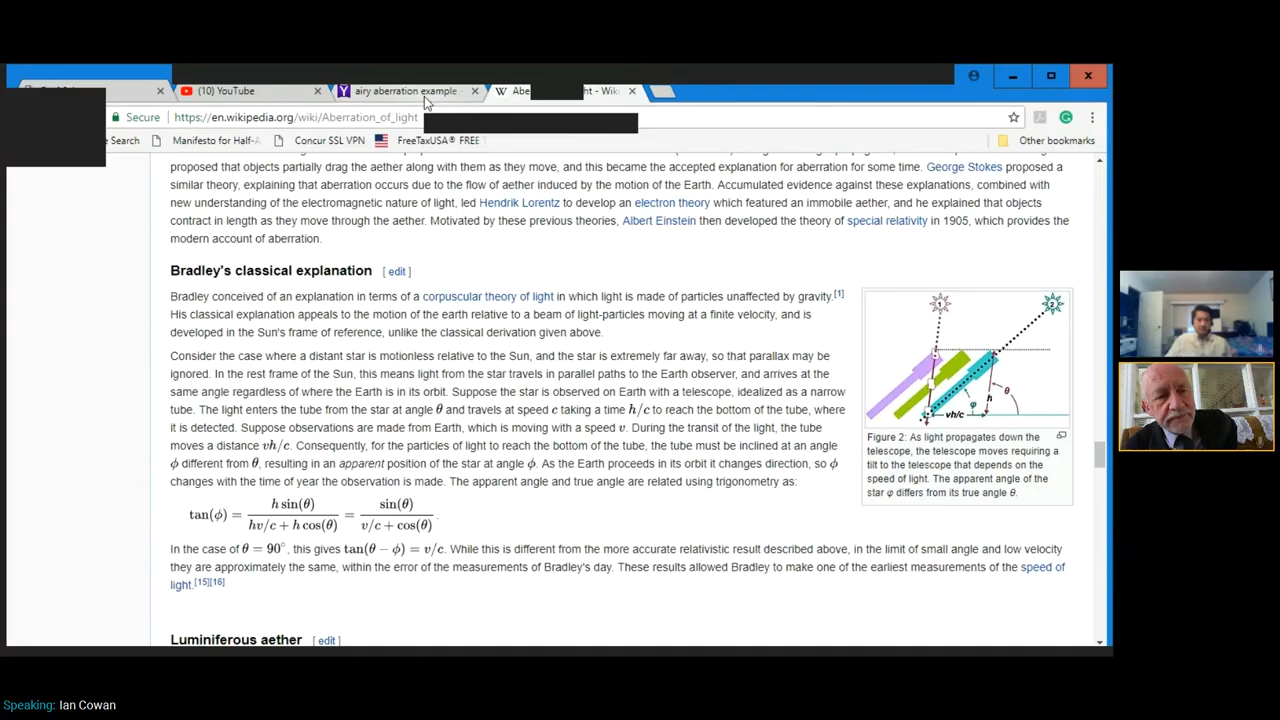 (10) YouTube
airy aberration example
Abe
ht - Wiki
Secure
https://en.wikipedia.org/wiki/Aberration_of_light
Search
Manifesto for Half-A
Concur SSL VPN
FreeTaxUSA® FREE
Other bookmarks
proposed that objects partially drag the aether along with them as they move, and this became the accepted explanation for aberration for some time. George Stokes proposed a
similar theory, explaining that aberration occurs due to the flow of aether induced by the motion of the Earth. Accumulated evidence against these explanations, combined with
new understanding of the electromagnetic nature of light, led Hendrik Lorentz to develop an electron theory which featured an immobile aether, and he explained that objects
contract in length as they move through the aether. Motivated by these previous theories, Albert Einstein then developed the theory of special relativity in 1905, which provides the
modern account of aberration.
Bradley's classical explanation [ edit ]
Bradley conceived of an explanation in terms of a corpuscular theory of light in which light is made of particles unaffected by gravity.[1]
His classical explanation appeals to the motion of the earth relative to a beam of light-particles moving at a finite velocity, and is
developed in the Sun's frame of reference, unlike the classical derivation given above.
Consider the case where a distant star is motionless relative to the Sun, and the star is extremely far away, so that parallax may be
ignored. In the rest frame of the Sun, this means light from the star travels in parallel paths to the Earth observer, and arrives at the
same angle regardless of where the Earth is in its orbit. Suppose the star is observed on Earth with a telescope, idealized as a narrow
tube. The light enters the tube from the star at angle θ and travels at speed c taking a time h/c to reach the bottom of the tube, where
it is detected. Suppose observations are made from Earth, which is moving with a speed v. During the transit of the light, the tube
moves a distance vh/c. Consequently, for the particles of light to reach the bottom of the tube, the tube must be inclined at an angle
ϕ different from θ, resulting in an apparent position of the star at angle ϕ. As the Earth proceeds in its orbit it changes direction, so ϕ
changes with the time of year the observation is made. The apparent angle and true angle are related using trigonometry as:
tan(ϕ) = h sin(θ) / hv/c + h cos(θ) = sin(θ) / v/c + cos(θ) .
In the case of θ = 90°, this gives tan(θ − ϕ) = v/c. While this is different from the more accurate relativistic result described above, in the limit of small angle and low velocity
they are approximately the same, within the error of the measurements of Bradley's day. These results allowed Bradley to make one of the earliest measurements of the speed of
light.[15][16]
Luminiferous aether [ edit ]
1
2
θ
φ
h
vh/c
Figure 2: As light propagates down the
telescope, the telescope moves requiring a
tilt to the telescope that depends on the
speed of light. The apparent angle of the
star φ differs from its true angle θ.
Speaking: Ian Cowan